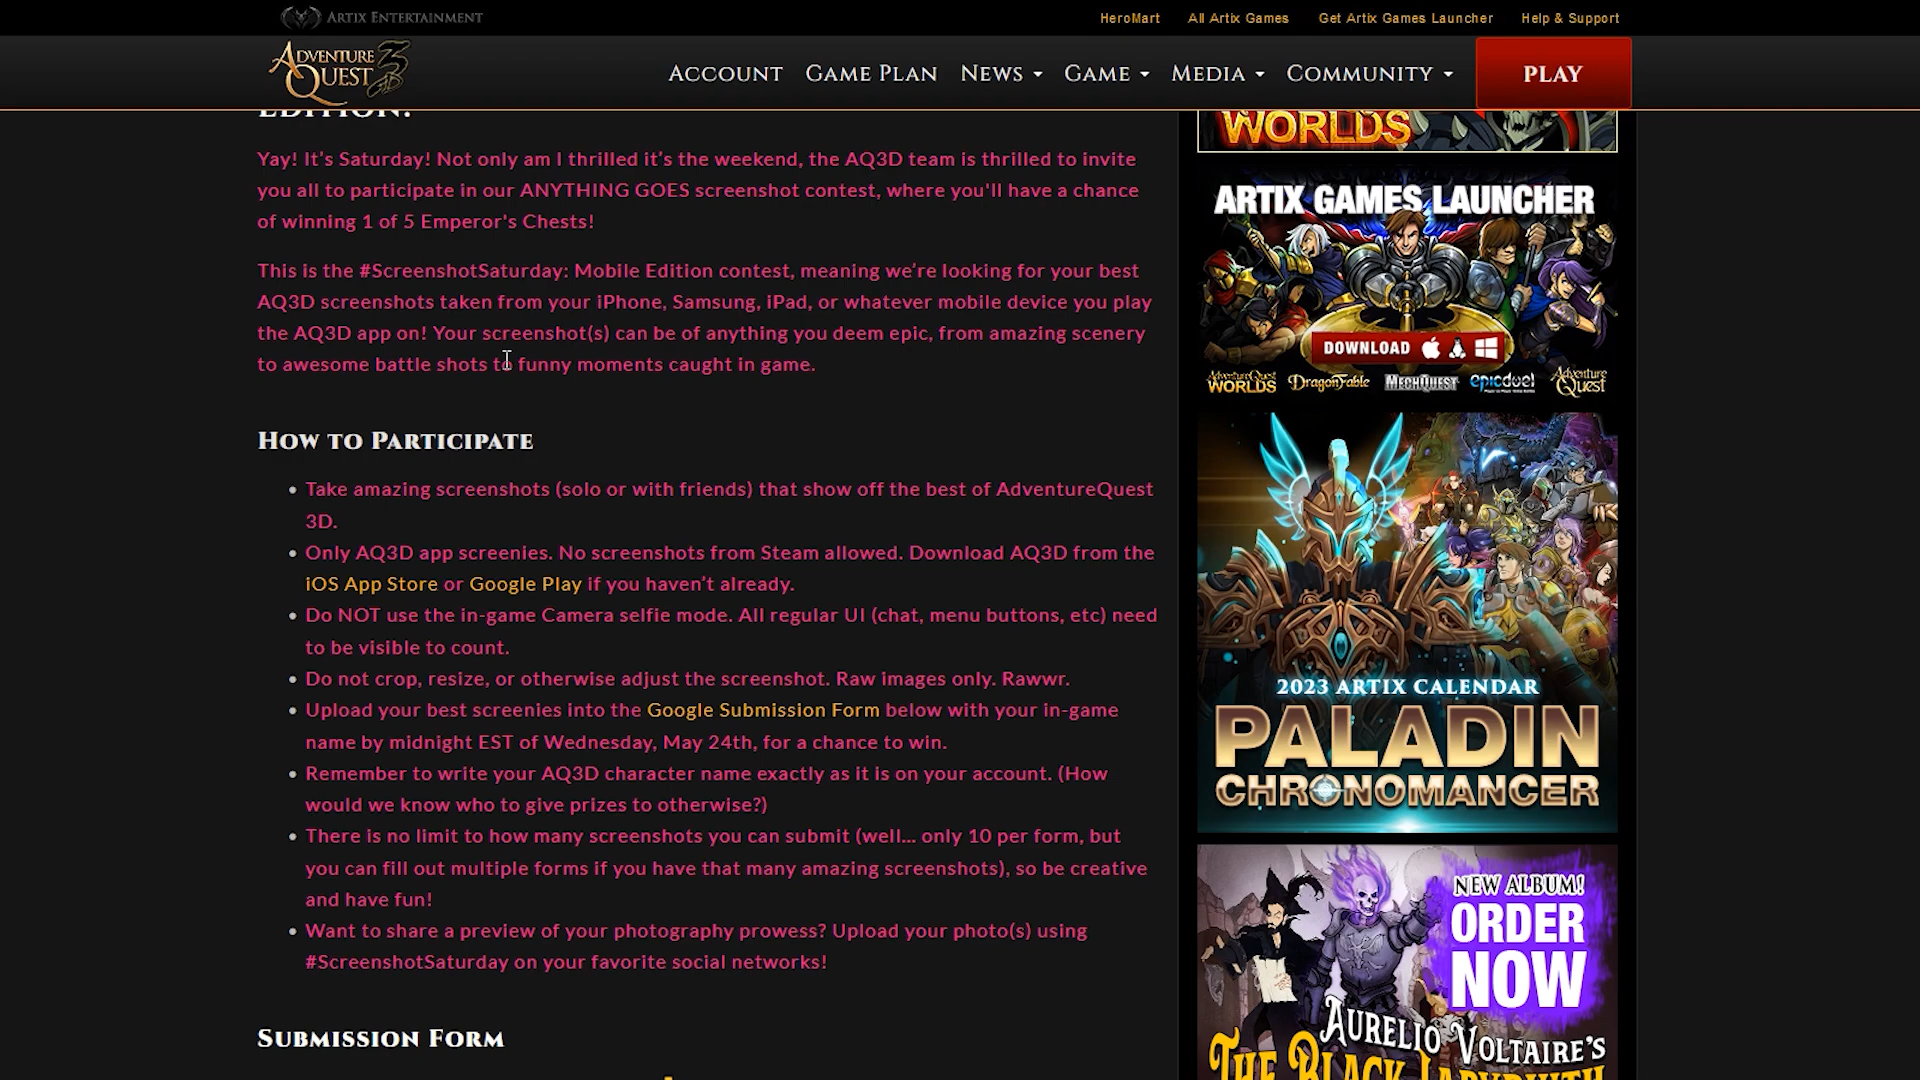 ARTIX ENTERTAINMENT
HeroMart All Artix Games Get Artix Games Launcher Help & Support
ADVENTURE QUEST 3D
ACCOUNT GAME PLAN NEWS GAME MEDIA COMMUNITY PLAY
EDITION!
Yay! It’s Saturday! Not only am I thrilled it’s the weekend, the AQ3D team is thrilled to invite
you all to participate in our ANYTHING GOES screenshot contest, where you'll have a chance
of winning 1 of 5 Emperor's Chests!
This is the #ScreenshotSaturday: Mobile Edition contest, meaning we’re looking for your best
AQ3D screenshots taken from your iPhone, Samsung, iPad, or whatever mobile device you play
the AQ3D app on! Your screenshot(s) can be of anything you deem epic, from amazing scenery
to awesome battle shots to funny moments caught in game.
HOW TO PARTICIPATE
Take amazing screenshots (solo or with friends) that show off the best of AdventureQuest
3D.
Only AQ3D app screenies. No screenshots from Steam allowed. Download AQ3D from the
iOS App Store or Google Play if you haven’t already.
Do NOT use the in-game Camera selfie mode. All regular UI (chat, menu buttons, etc) need
to be visible to count.
Do not crop, resize, or otherwise adjust the screenshot. Raw images only. Rawwr.
Upload your best screenies into the Google Submission Form below with your in-game
name by midnight EST of Wednesday, May 24th, for a chance to win.
Remember to write your AQ3D character name exactly as it is on your account. (How
would we know who to give prizes to otherwise?)
There is no limit to how many screenshots you can submit (well... only 10 per form, but
you can fill out multiple forms if you have that many amazing screenshots), so be creative
and have fun!
Want to share a preview of your photography prowess? Upload your photo(s) using
#ScreenshotSaturday on your favorite social networks!
SUBMISSION FORM
WORLDS
ARTIX GAMES LAUNCHER
DOWNLOAD
AdventureQuest WORLDS DragonFable MECHQUEST epicduel Adventure Quest
2023 ARTIX CALENDAR
PALADIN
CHRONOMANCER
NEW ALBUM!
ORDER
NOW
AURELIO VOLTAIRE'S
THE BLACK LABYRINTH